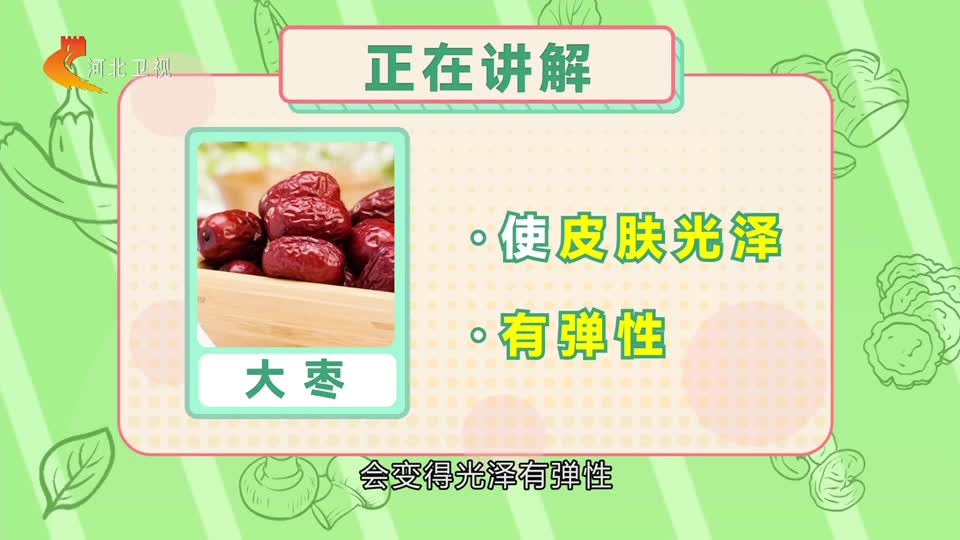 河北卫视
正在讲解
使皮肤光泽
有弹性
大枣
会变得光泽有弹性